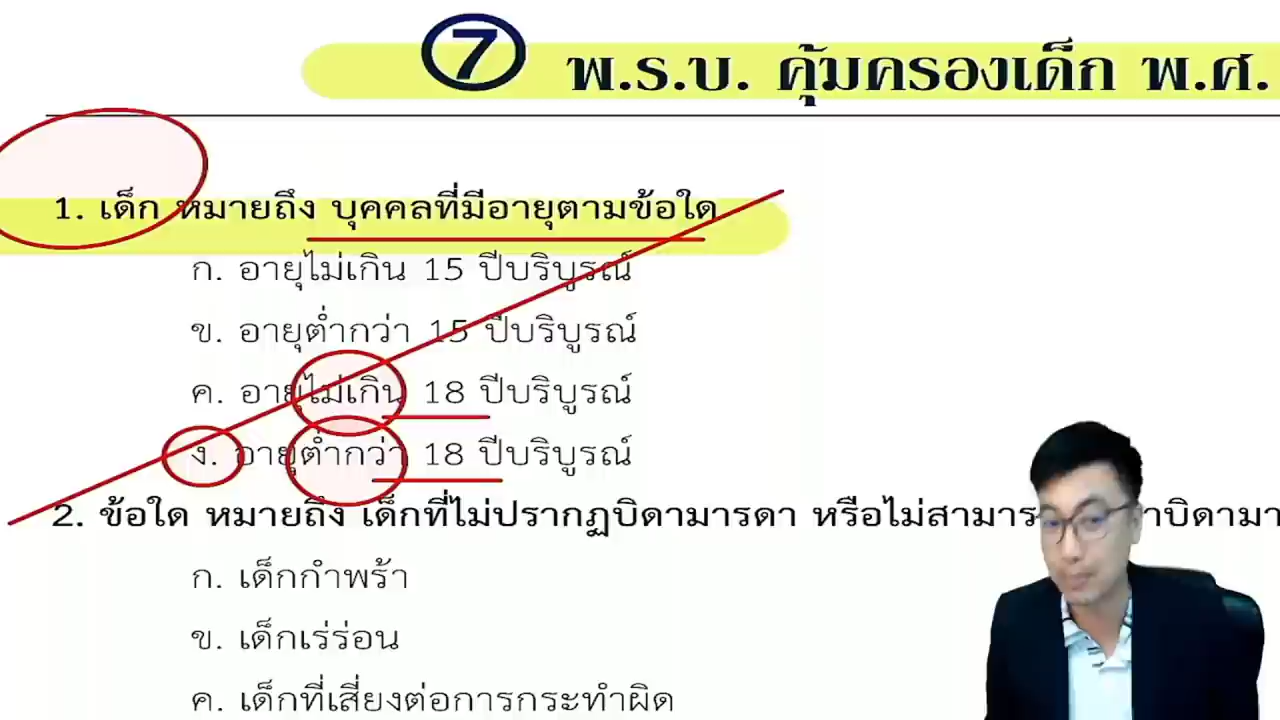 7 พ.ร.บ. คุ้มครองเด็ก พ.ศ.
1. เด็ก หมายถึง บุคคลที่มีอายุตามข้อใด
ก. อายุไม่เกิน 15 ปีบริบูรณ์
ข. อายุต่ำกว่า 15 ปีบริบูรณ์
ค. อายุไม่เกิน 18 ปีบริบูรณ์
ง. อายุต่ำกว่า 18 ปีบริบูรณ์
2. ข้อใด หมายถึง เด็กที่ไม่ปรากฏบิดามารดา หรือไม่สามาร
ก. เด็กกำพร้า
ข. เด็กเร่ร่อน
ค. เด็กที่เสี่ยงต่อการกระทำผิด